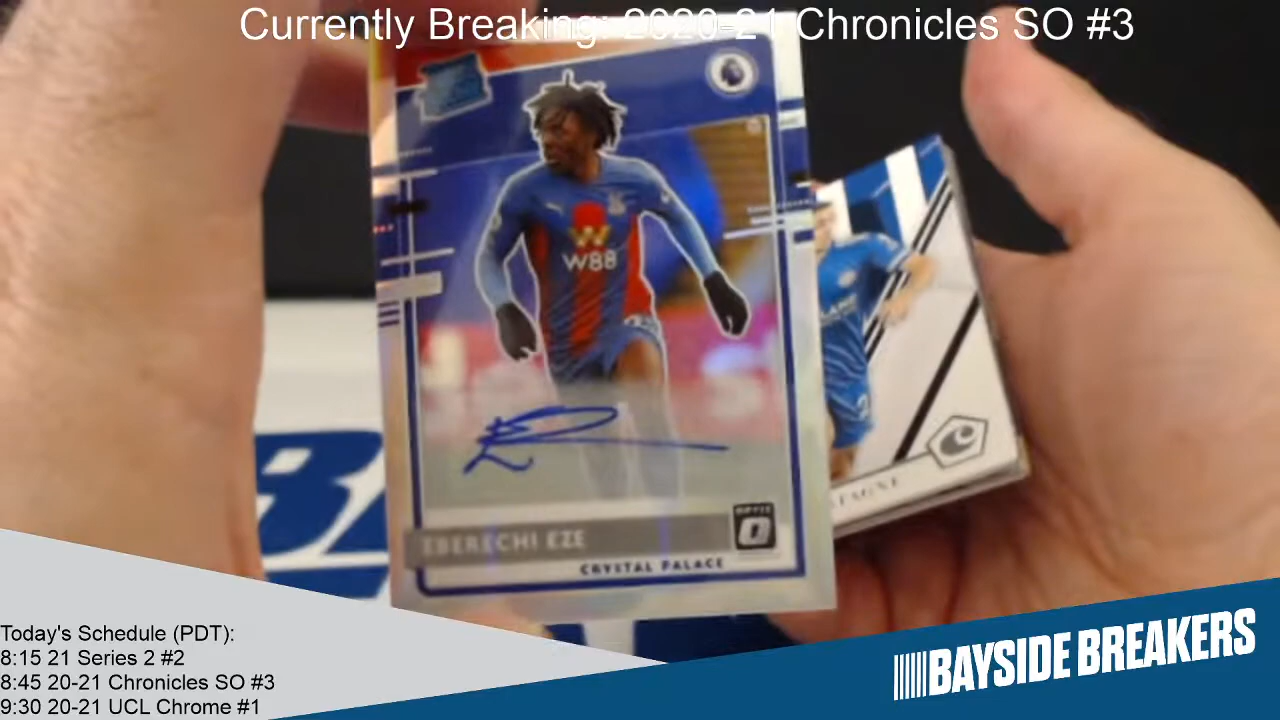 Currently Breaking: 2020-21 Chronicles SO #3
W88
EBERECHI EZE
OPTIC
CRYSTAL PALACE
Today's Schedule (PDT):
8:15 21 Series 2 #2
8:45 20-21 Chronicles SO #3
9:30 20-21 UCL Chrome #1
BAYSIDE BREAKERS